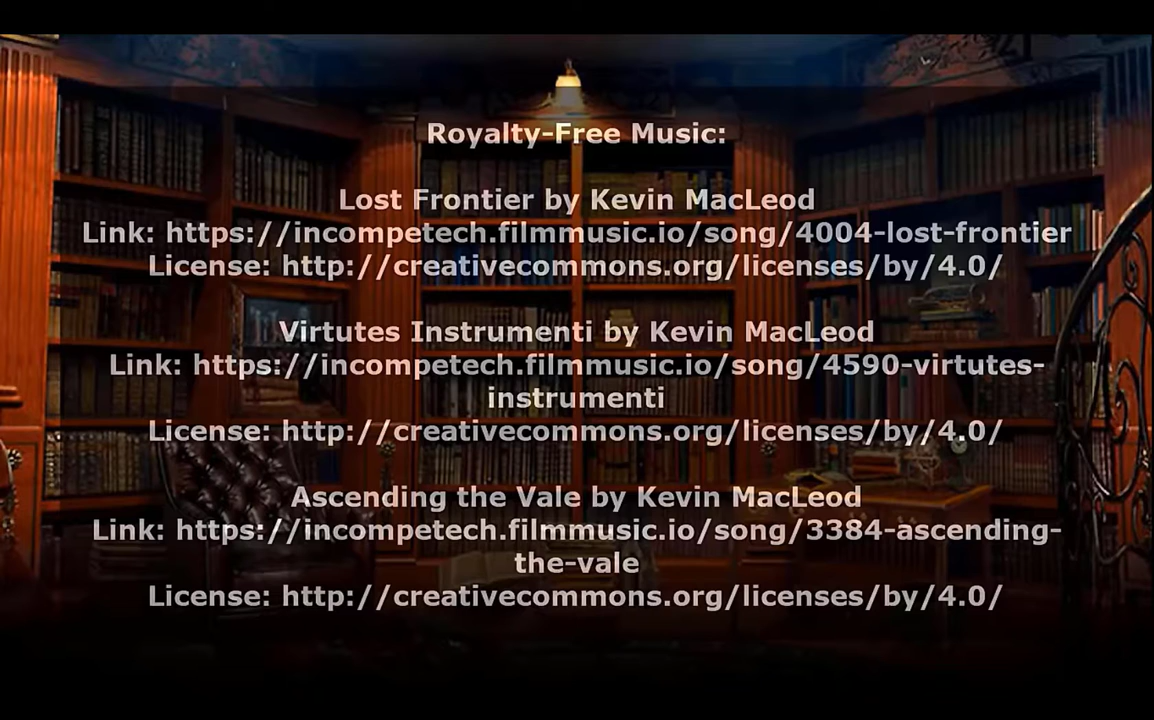 Royalty-Free Music:
Lost Frontier by Kevin MacLeod
Link: https://incompetech.filmmusic.io/song/4004-lost-frontier
License: http://creativecommons.org/licenses/by/4.0/
Virtutes Instrumenti by Kevin MacLeod
Link: https://incompetech.filmmusic.io/song/4590-virtutes-
instrumenti
License: http://creativecommons.org/licenses/by/4.0/
Ascending the Vale by Kevin MacLeod
Link: https://incompetech.filmmusic.io/song/3384-ascending-
the-vale
License: http://creativecommons.org/licenses/by/4.0/